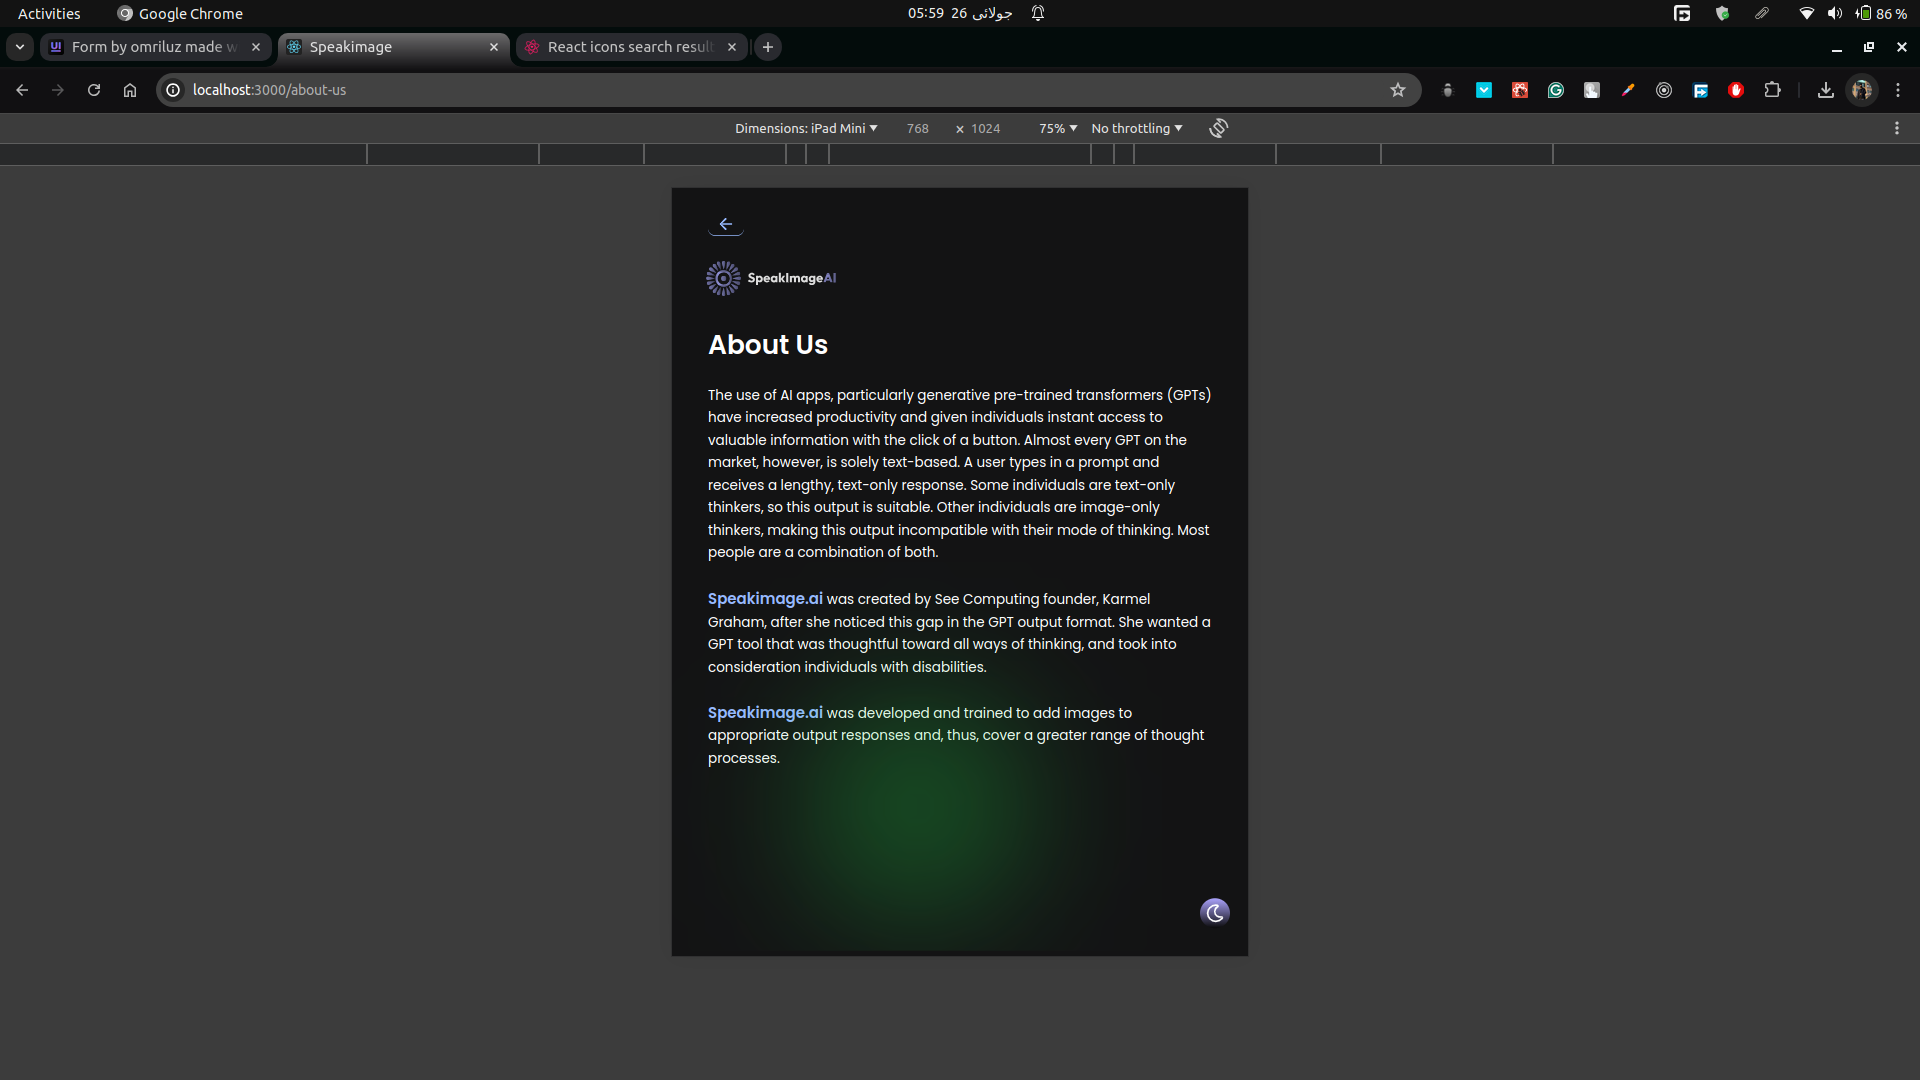 Activities
Google Chrome
05:59 جولائی 26
86 %
Form by omriluz made w
Speakimage
React icons search result
localhost:3000/about-us
Dimensions: iPad Mini
768 × 1024
75%
No throttling
SpeakImageAI
About Us
The use of AI apps, particularly generative pre-trained transformers (GPTs)
have increased productivity and given individuals instant access to
valuable information with the click of a button. Almost every GPT on the
market, however, is solely text-based. A user types in a prompt and
receives a lengthy, text-only response. Some individuals are text-only
thinkers, so this output is suitable. Other individuals are image-only
thinkers, making this output incompatible with their mode of thinking. Most
people are a combination of both.
Speakimage.ai was created by See Computing founder, Karmel
Graham, after she noticed this gap in the GPT output format. She wanted a
GPT tool that was thoughtful toward all ways of thinking, and took into
consideration individuals with disabilities.
Speakimage.ai was developed and trained to add images to
appropriate output responses and, thus, cover a greater range of thought
processes.